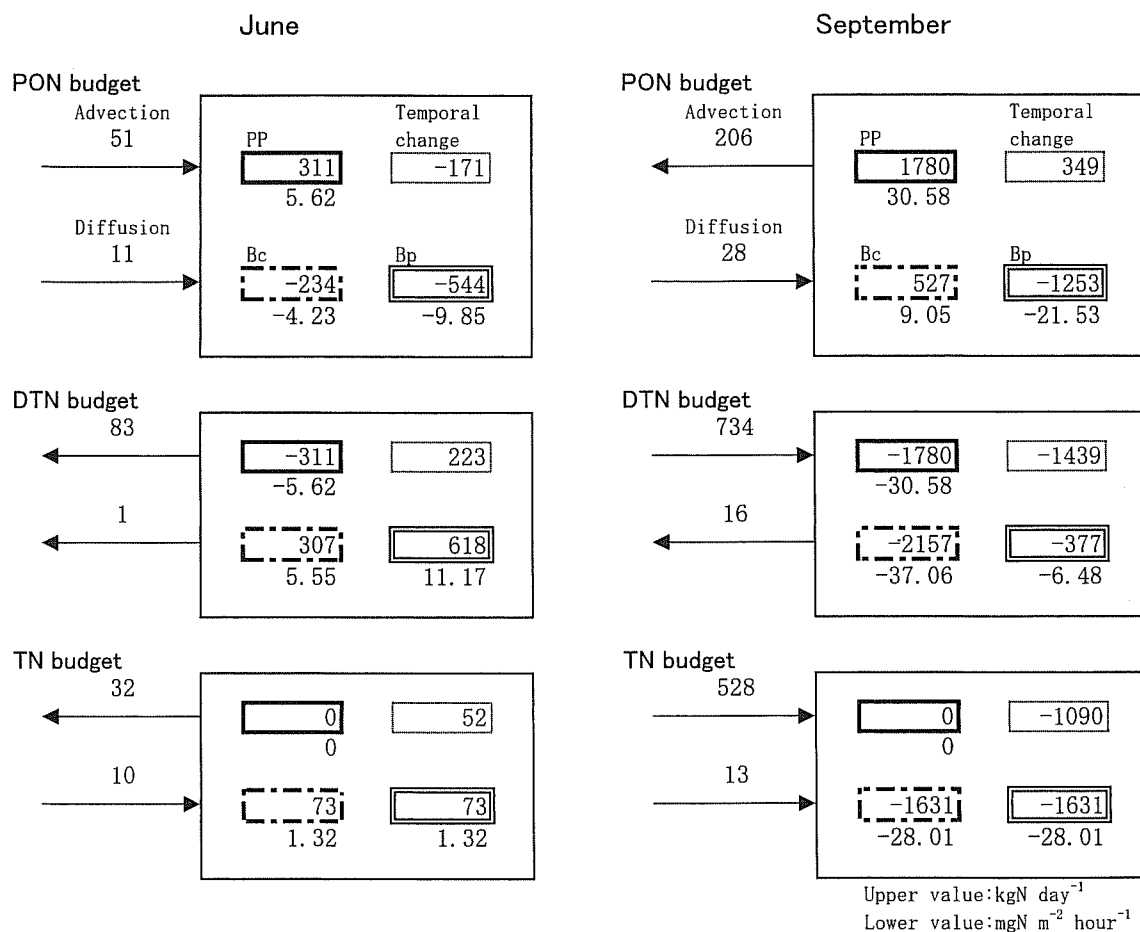 June
September
PON budget
Advection
51
Diffusion
11
PP
311
5.62
Temporal
change
-171
Bc
-234
-4.23
Bp
-544
-9.85
PON budget
Advection
206
Diffusion
28
PP
1780
30.58
Temporal
change
349
Bc
527
9.05
Bp
-1253
-21.53
DTN budget
83
1
-311
-5.62
223
307
5.55
618
11.17
DTN budget
734
16
-1780
-30.58
-1439
-2157
-37.06
-377
-6.48
TN budget
32
10
0
0
52
73
1.32
73
1.32
TN budget
528
13
0
0
-1090
-1631
-28.01
-1631
-28.01
Upper value:kgN day⁻¹
Lower value:mgN m⁻² hour⁻¹